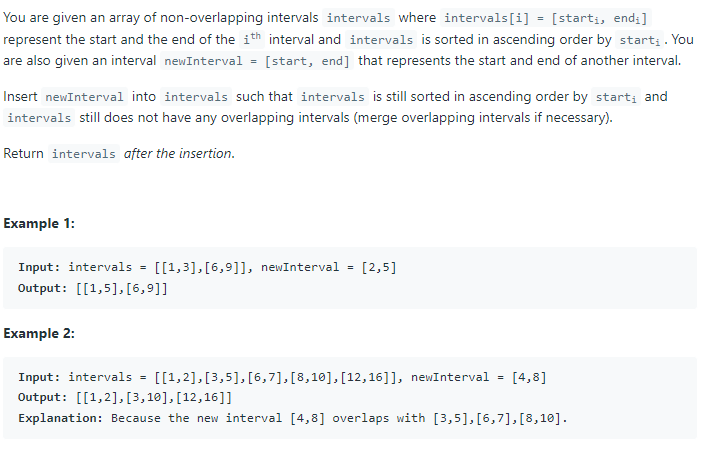 You are given an array of non-overlapping intervals intervals where intervals[i] = [startᵢ, endᵢ]
represent the start and the end of the iᵗʰ interval and intervals is sorted in ascending order by startᵢ. You
are also given an interval newInterval = [start, end] that represents the start and end of another interval.
Insert newInterval into intervals such that intervals is still sorted in ascending order by startᵢ and
intervals still does not have any overlapping intervals (merge overlapping intervals if necessary).
Return intervals after the insertion.
Example 1:
Input: intervals = [[1,3],[6,9]], newInterval = [2,5]
Output: [[1,5],[6,9]]
Example 2:
Input: intervals = [[1,2],[3,5],[6,7],[8,10],[12,16]], newInterval = [4,8]
Output: [[1,2],[3,10],[12,16]]
Explanation: Because the new interval [4,8] overlaps with [3,5],[6,7],[8,10].